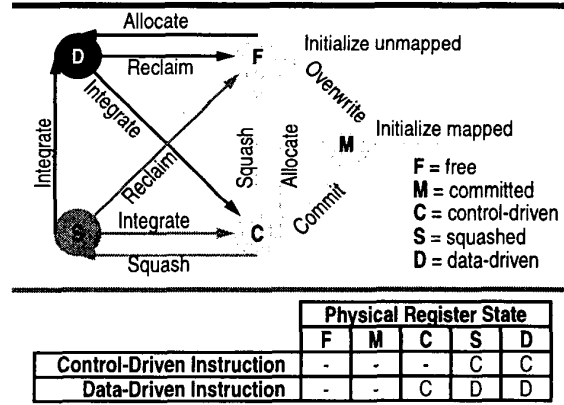 Allocate
D
F
Initialize unmapped
Reclaim
Overwrite
Integrate
Integrate
Reclaim
Squash
Allocate
M
Initialize mapped
F = free
M = committed
C = control-driven
S = squashed
D = data-driven
Commit
S
Integrate
C
Squash
Physical Register State
F M C S D
Control-Driven Instruction - - - C C
Data-Driven Instruction - - C D D